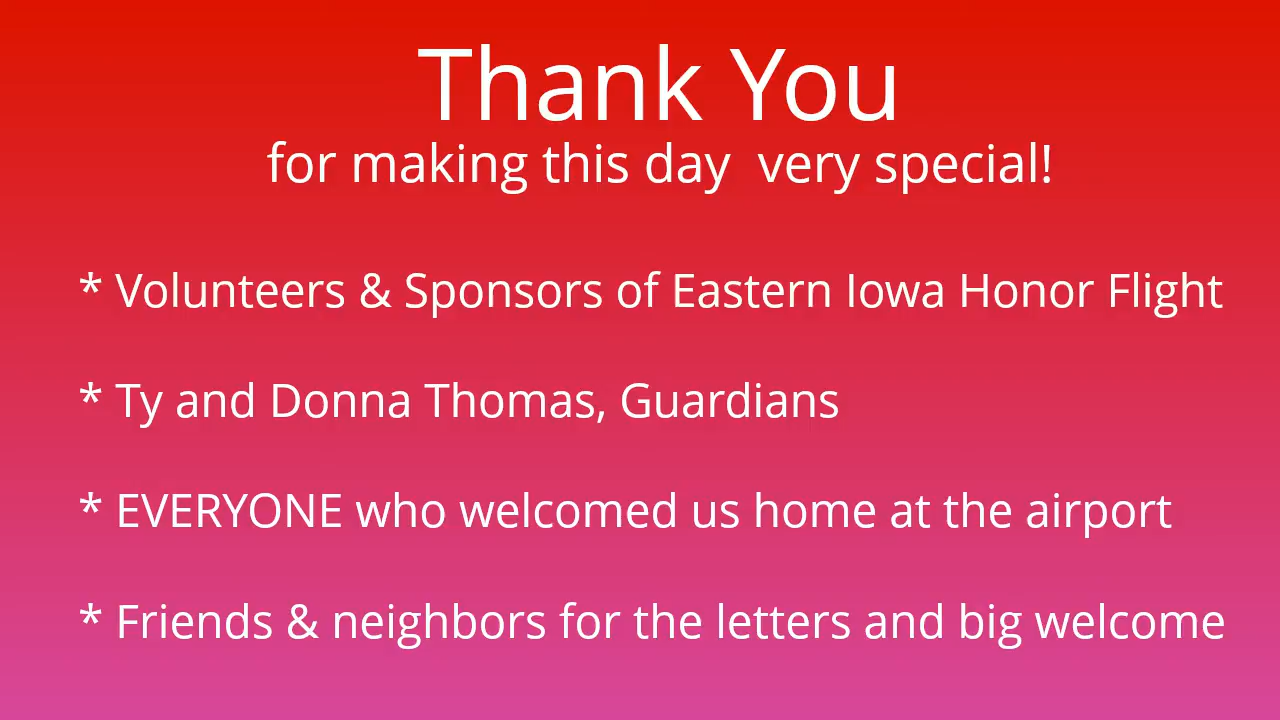 Thank You
for making this day  very special!
* Volunteers & Sponsors of Eastern Iowa Honor Flight
* Ty and Donna Thomas, Guardians
* EVERYONE who welcomed us home at the airport
* Friends & neighbors for the letters and big welcome